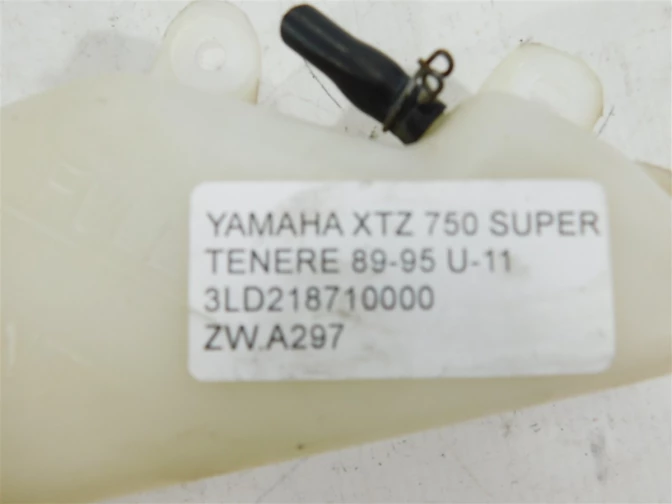 YAMAHA XTZ 750 SUPER
TENERE 89-95 U-11
3LD218710000
ZW.A297